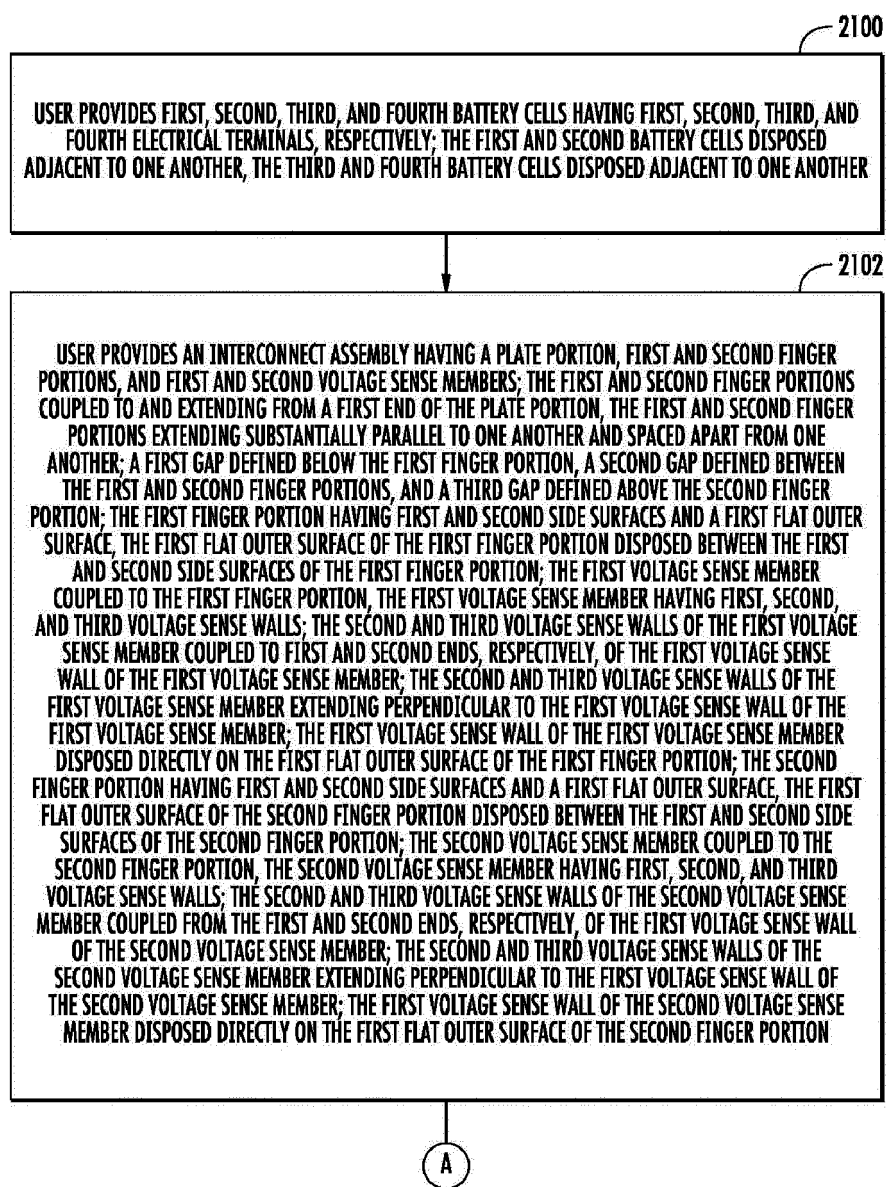 2100
USER PROVIDES FIRST, SECOND, THIRD, AND FOURTH BATTERY CELLS HAVING FIRST, SECOND, THIRD, AND
FOURTH ELECTRICAL TERMINALS, RESPECTIVELY; THE FIRST AND SECOND BATTERY CELLS DISPOSED
ADJACENT TO ONE ANOTHER, THE THIRD AND FOURTH BATTERY CELLS DISPOSED ADJACENT TO ONE ANOTHER
2102
USER PROVIDES AN INTERCONNECT ASSEMBLY HAVING A PLATE PORTION, FIRST AND SECOND FINGER
PORTIONS, AND FIRST AND SECOND VOLTAGE SENSE MEMBERS; THE FIRST AND SECOND FINGER PORTIONS
COUPLED TO AND EXTENDING FROM A FIRST END OF THE PLATE PORTION, THE FIRST AND SECOND FINGER
PORTIONS EXTENDING SUBSTANTIALLY PARALLEL TO ONE ANOTHER AND SPACED APART FROM ONE
ANOTHER; A FIRST GAP DEFINED BELOW THE FIRST FINGER PORTION, A SECOND GAP DEFINED BETWEEN
THE FIRST AND SECOND FINGER PORTIONS, AND A THIRD GAP DEFINED ABOVE THE SECOND FINGER
PORTION; THE FIRST FINGER PORTION HAVING FIRST AND SECOND SIDE SURFACES AND A FIRST FLAT OUTER
SURFACE, THE FIRST FLAT OUTER SURFACE OF THE FIRST FINGER PORTION DISPOSED BETWEEN THE FIRST
AND SECOND SIDE SURFACES OF THE FIRST FINGER PORTION; THE FIRST VOLTAGE SENSE MEMBER
COUPLED TO THE FIRST FINGER PORTION, THE FIRST VOLTAGE SENSE MEMBER HAVING FIRST, SECOND,
AND THIRD VOLTAGE SENSE WALLS; THE SECOND AND THIRD VOLTAGE SENSE WALLS OF THE FIRST VOLTAGE
SENSE MEMBER COUPLED TO FIRST AND SECOND ENDS, RESPECTIVELY, OF THE FIRST VOLTAGE SENSE
WALL OF THE FIRST VOLTAGE SENSE MEMBER; THE SECOND AND THIRD VOLTAGE SENSE WALLS OF THE
FIRST VOLTAGE SENSE MEMBER EXTENDING PERPENDICULAR TO THE FIRST VOLTAGE SENSE WALL OF THE
FIRST VOLTAGE SENSE MEMBER; THE FIRST VOLTAGE SENSE WALL OF THE FIRST VOLTAGE SENSE MEMBER
DISPOSED DIRECTLY ON THE FIRST FLAT OUTER SURFACE OF THE FIRST FINGER PORTION; THE SECOND
FINGER PORTION HAVING FIRST AND SECOND SIDE SURFACES AND A FIRST FLAT OUTER SURFACE, THE FIRST
FLAT OUTER SURFACE OF THE SECOND FINGER PORTION DISPOSED BETWEEN THE FIRST AND SECOND SIDE
SURFACES OF THE SECOND FINGER PORTION; THE SECOND VOLTAGE SENSE MEMBER COUPLED TO THE
SECOND FINGER PORTION, THE SECOND VOLTAGE SENSE MEMBER HAVING FIRST, SECOND, AND THIRD
VOLTAGE SENSE WALLS; THE SECOND AND THIRD VOLTAGE SENSE WALLS OF THE SECOND VOLTAGE SENSE
MEMBER COUPLED FROM THE FIRST AND SECOND ENDS, RESPECTIVELY, OF THE FIRST VOLTAGE SENSE WALL
OF THE SECOND VOLTAGE SENSE MEMBER; THE SECOND AND THIRD VOLTAGE SENSE WALLS OF THE
SECOND VOLTAGE SENSE MEMBER EXTENDING PERPENDICULAR TO THE FIRST VOLTAGE SENSE WALL OF
THE SECOND VOLTAGE SENSE MEMBER; THE FIRST VOLTAGE SENSE WALL OF THE SECOND VOLTAGE SENSE
MEMBER DISPOSED DIRECTLY ON THE FIRST FLAT OUTER SURFACE OF THE SECOND FINGER PORTION
A